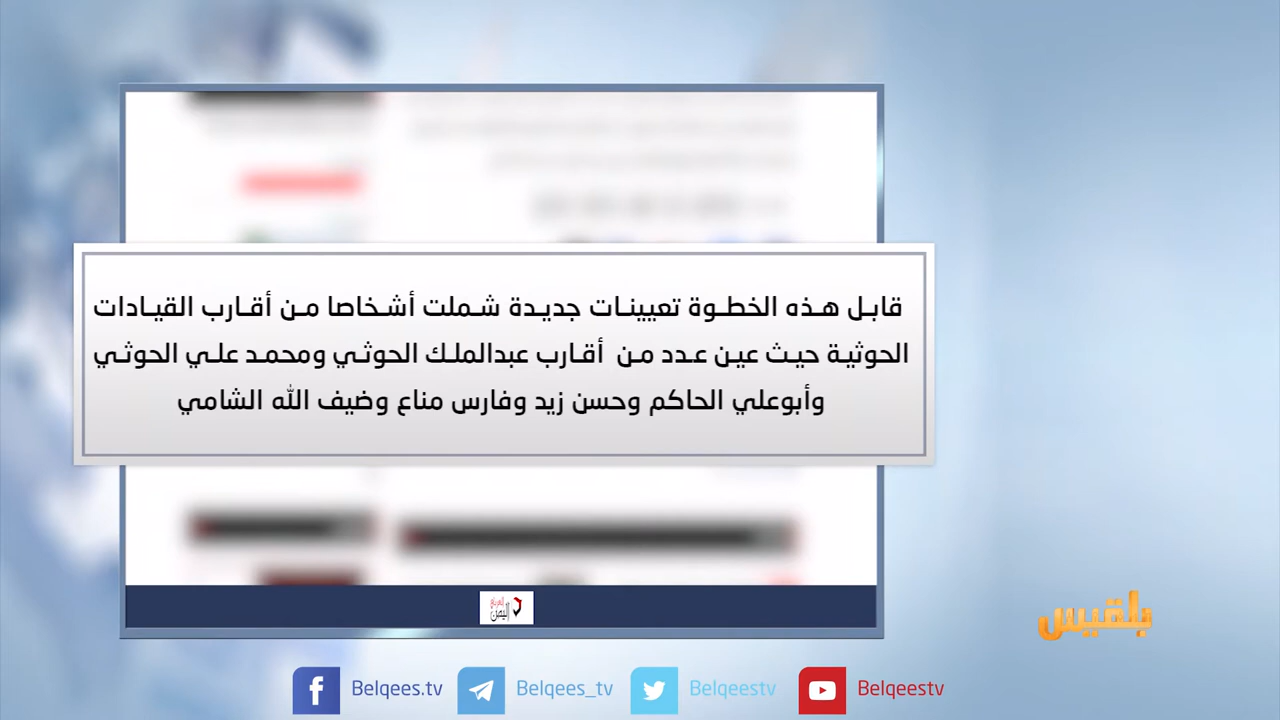 قابل هذه الخطوة تعيينات جديدة شملت أشخاصا من أقارب القيادات
الحوثية حيث عين عدد من أقارب عبدالملك الحوثي ومحمد علي الحوثي
وأبوعلي الحاكم وحسن زيد وفارس مناع وضيف الله الشامي
بلقيس
Belqees.tv
Belqees_tv
Belqeestv
Belqeestv